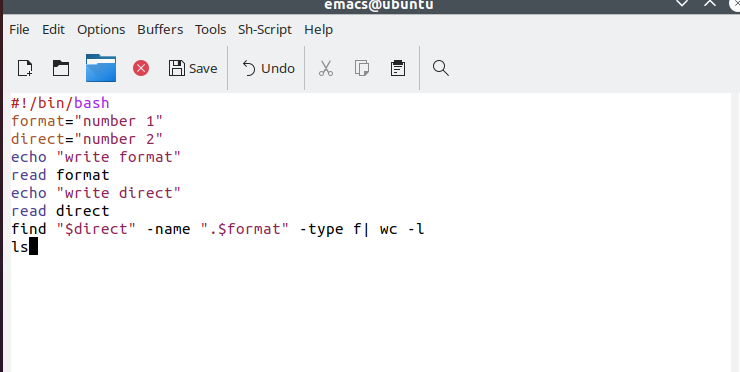 emacs@ubuntu
File Edit Options Buffers Tools Sh-Script Help
Save Undo
#!/bin/bash
format="number 1"
direct="number 2"
echo "write format"
read format
echo "write direct"
read direct
find "$direct" -name ".$format" -type f| wc -l
ls